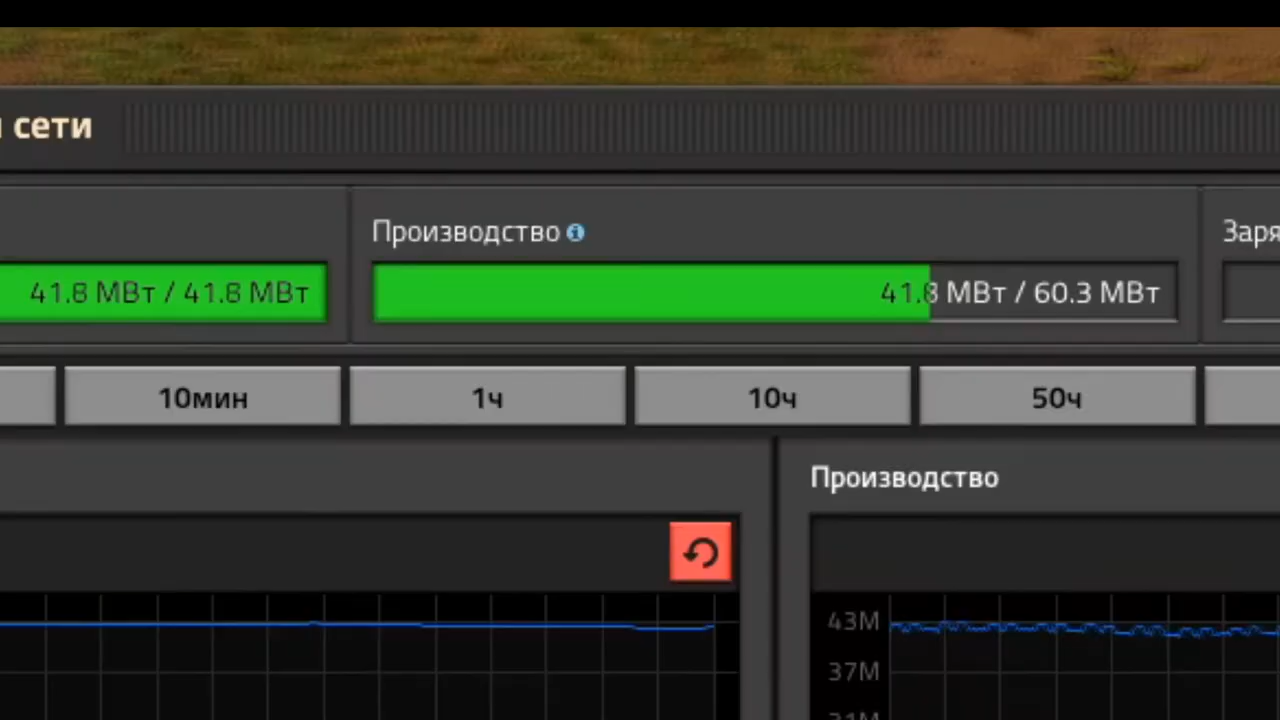 сети
Производство
Заря
41.8 МВт / 41.8 МВт
41.8 МВт / 60.3 МВт
10мин
1ч
10ч
50ч
Производство
43M
37M
31M